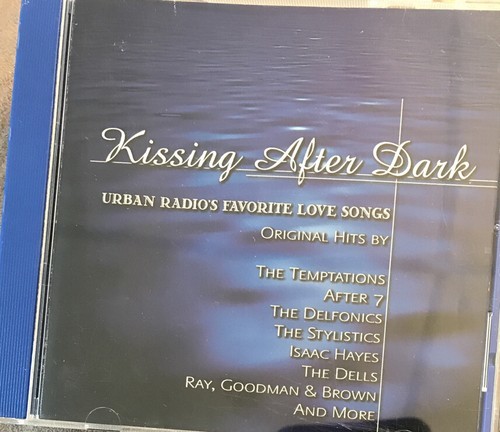 Kissing After Dark
URBAN RADIO'S FAVORITE LOVE SONGS
ORIGINAL HITS BY
THE TEMPTATIONS
AFTER 7
THE DELFONICS
THE STYLISTICS
ISAAC HAYES
THE DELLS
RAY, GOODMAN & BROWN
AND MORE